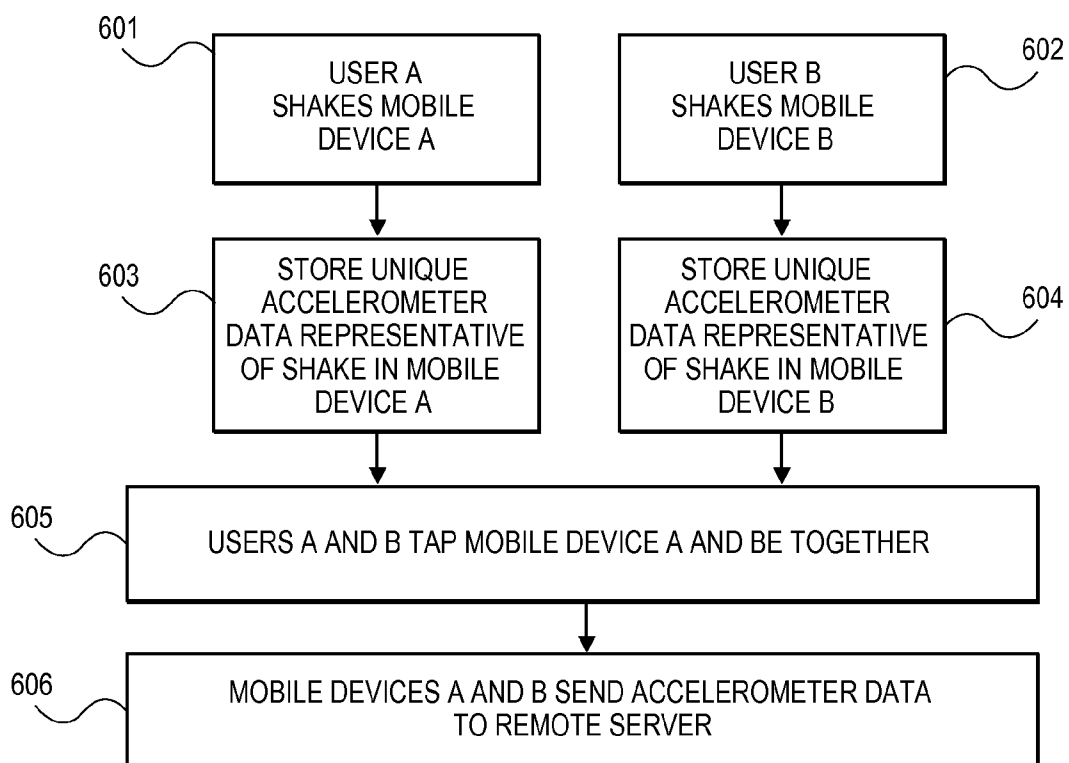 601
USER A
SHAKES MOBILE
DEVICE A
USER B
SHAKES MOBILE
DEVICE B
602
603
STORE UNIQUE
ACCELEROMETER
DATA REPRESENTATIVE
OF SHAKE IN MOBILE
DEVICE A
STORE UNIQUE
ACCELEROMETER
DATA REPRESENTATIVE
OF SHAKE IN MOBILE
DEVICE B
604
605
USERS A AND B TAP MOBILE DEVICE A AND BE TOGETHER
606
MOBILE DEVICES A AND B SEND ACCELEROMETER DATA
TO REMOTE SERVER